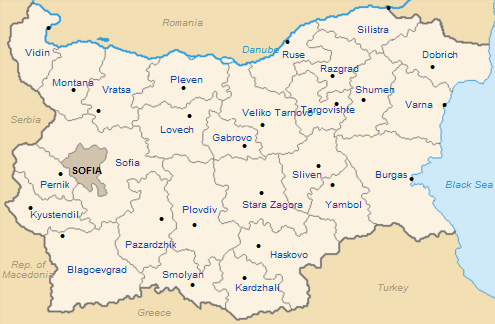 Romania
Silistra
Vidin
Danube
Ruse
Dobrich
Razgrad
Montana
Vratsa
Pleven
Shumen
Targovishte
Varna
Veliko Tarnovo
Serbia
Lovech
Gabrovo
SOFIA
Sofia
Sliven
Burgas
Pernik
Black Sea
Stara Zagora
Yambol
Kyustendil
Plovdiv
Pazardzhik
Haskovo
Rep. of
Macedonia
Blagoevgrad
Smolyan
Kardzhali
Turkey
Greece